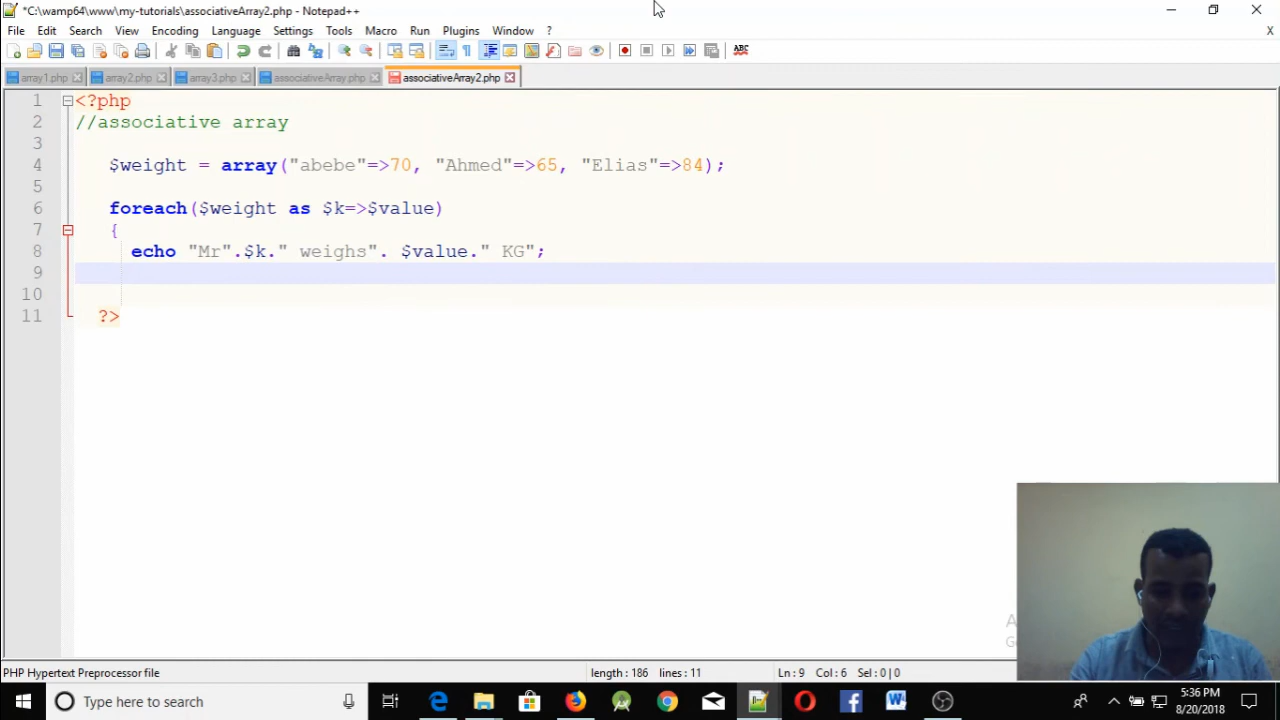 *C:\wamp64\www\my-tutorials\associativeArray2.php - Notepad++
File Edit Search View Encoding Language Settings Tools Macro Run Plugins Window ? X
array1.php array2.php array3.php associativeArray.php associativeArray2.php
1 <?php
2 //associative array
3
4 $weight = array("abebe"=>70, "Ahmed"=>65, "Elias"=>84);
5
6 foreach($weight as $k=>$value)
7 {
8 echo "Mr".$k." weighs". $value." KG";
9
10
11 ?>
PHP Hypertext Preprocessor file length : 186 lines : 11 Ln : 9 Col : 6 Sel : 0 | 0
Type here to search
5:36 PM
8/20/2018